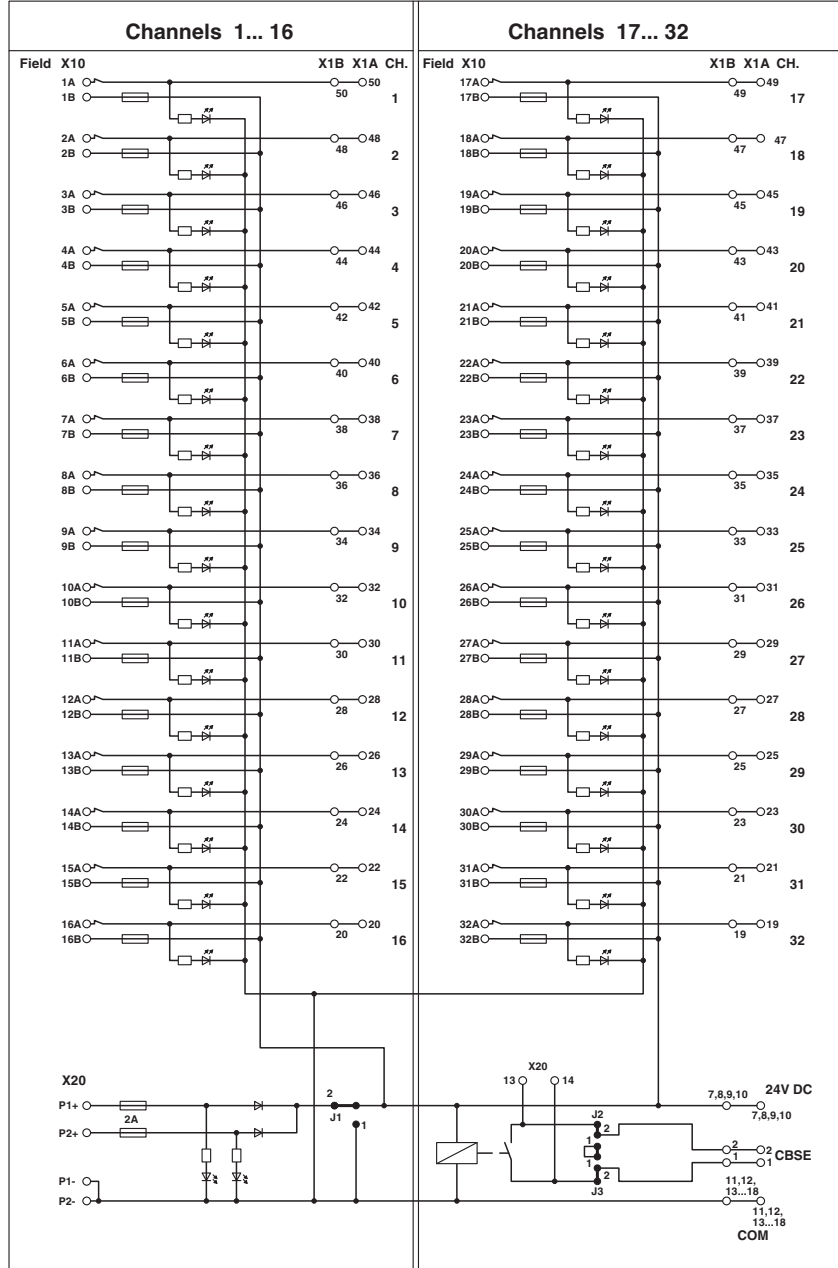 Channels 1... 16
Field X10 X1B X1A CH.
1A 50
1B 50 1
2A 48
2B 48 2
3A 46
3B 46 3
4A 44
4B 44 4
5A 42
5B 42 5
6A 40
6B 40 6
7A 38
7B 38 7
8A 36
8B 36 8
9A 34
9B 34 9
10A 32
10B 32 10
11A 30
11B 30 11
12A 28
12B 28 12
13A 26
13B 26 13
14A 24
14B 24 14
15A 22
15B 22 15
16A 20
16B 20 16
Channels 17... 32
Field X10 X1B X1A CH.
17A 49
17B 49 17
18A 47
18B 47 18
19A 45
19B 45 19
20A 43
20B 43 20
21A 41
21B 41 21
22A 39
22B 39 22
23A 37
23B 37 23
24A 35
24B 35 24
25A 33
25B 33 25
26A 31
26B 31 26
27A 29
27B 29 27
28A 27
28B 27 28
29A 25
29B 25 29
30A 23
30B 23 30
31A 21
31B 21 31
32A 19
32B 19 32
X20
P1+
2A
P2+
P1-
P2-
2
J1
1
X20
13 14
J2
2
1
1
2
J3
7,8,9,10 24V DC
7,8,9,10
2 2 CBSE
1 1
11,12,
13...18
11,12,
13...18
COM